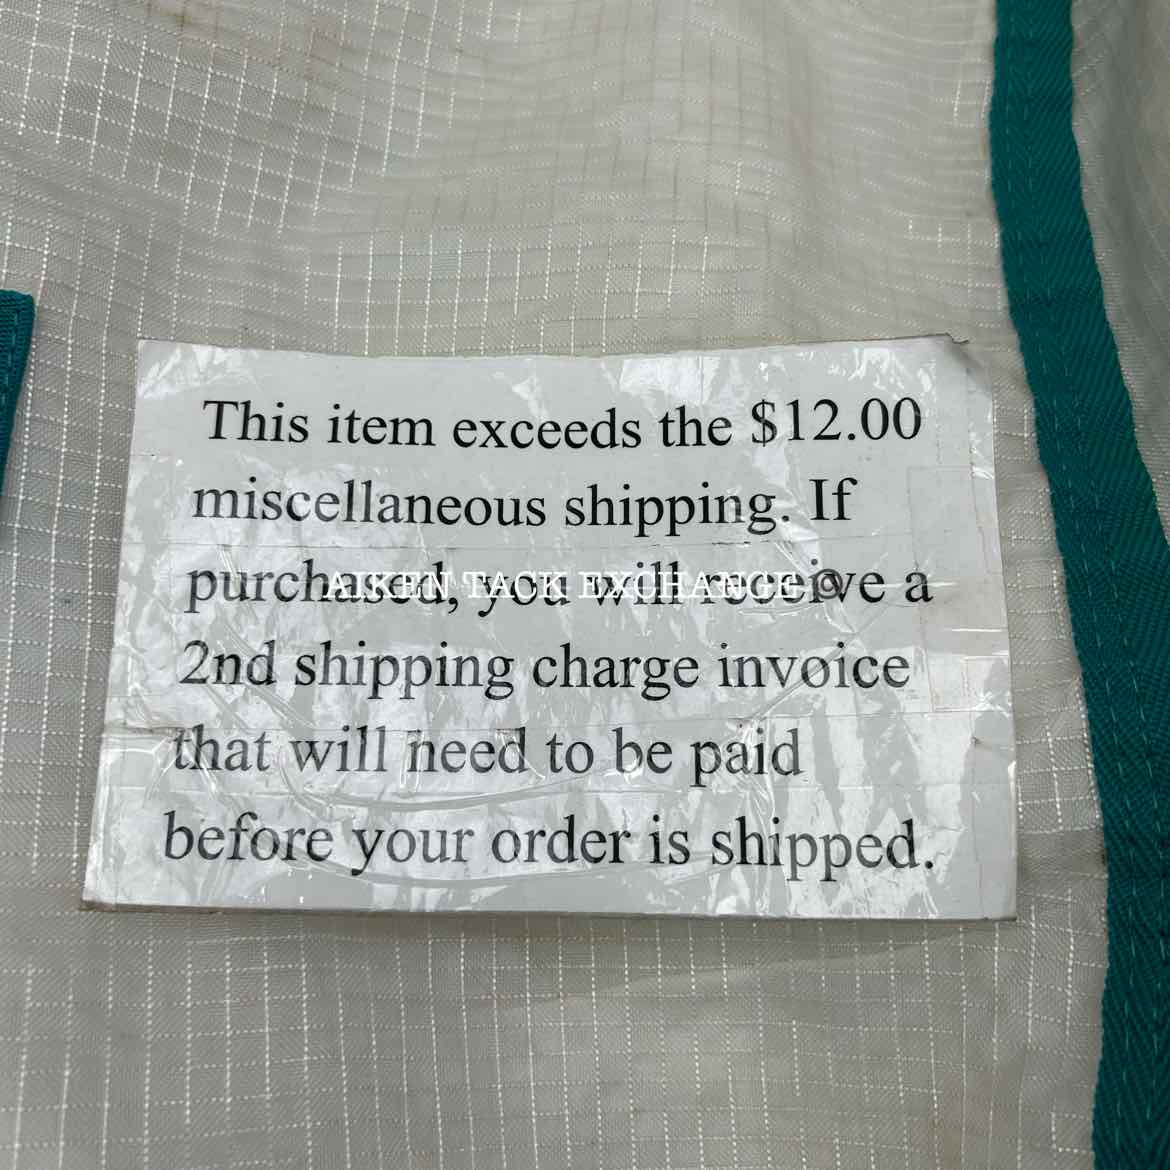 This item exceeds the $12.00
miscellaneous shipping. If
purchased, you will receive a
AIKEN TACK EXCHANGE ©
2nd shipping charge invoice
that will need to be paid
before your order is shipped.